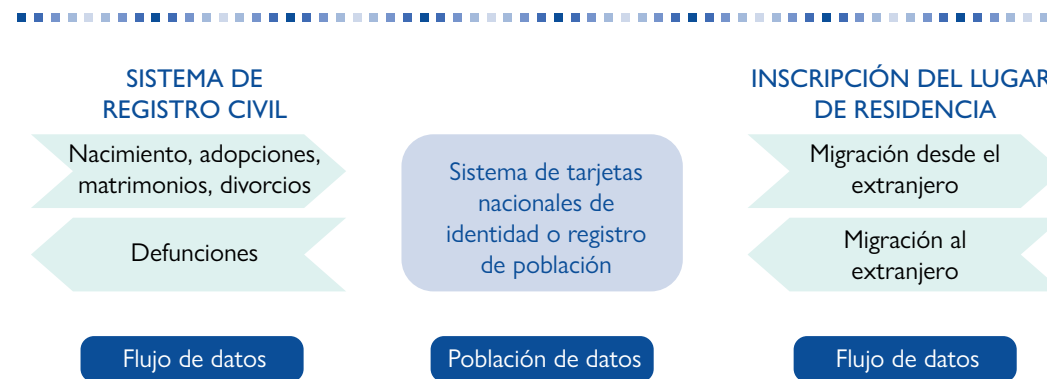 SISTEMA DE
REGISTRO CIVIL
Nacimiento, adopciones,
matrimonios, divorcios
Defunciones
Flujo de datos
Sistema de tarjetas
nacionales de
identidad o registro
de población
Población de datos
INSCRIPCIÓN DEL LUGAR
DE RESIDENCIA
Migración desde el
extranjero
Migración al
extranjero
Flujo de datos